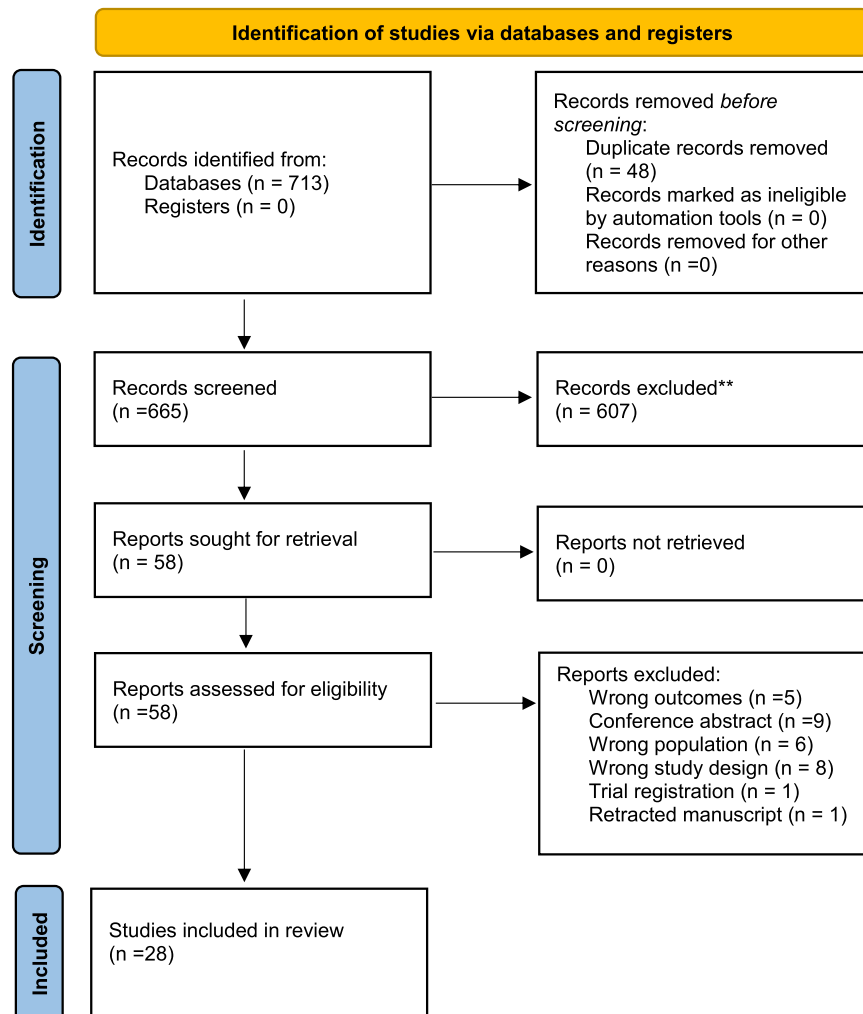 Identification of studies via databases and registers
Identification
Records identified from:
Databases (n = 713)
Registers (n = 0)
Records removed before
screening:
Duplicate records removed
(n = 48)
Records marked as ineligible
by automation tools (n = 0)
Records removed for other
reasons (n =0)
Screening
Records screened
(n =665)
Records excluded**
(n = 607)
Reports sought for retrieval
(n = 58)
Reports not retrieved
(n = 0)
Reports assessed for eligibility
(n =58)
Reports excluded:
Wrong outcomes (n =5)
Conference abstract (n =9)
Wrong population (n = 6)
Wrong study design (n = 8)
Trial registration (n = 1)
Retracted manuscript (n = 1)
Included
Studies included in review
(n =28)